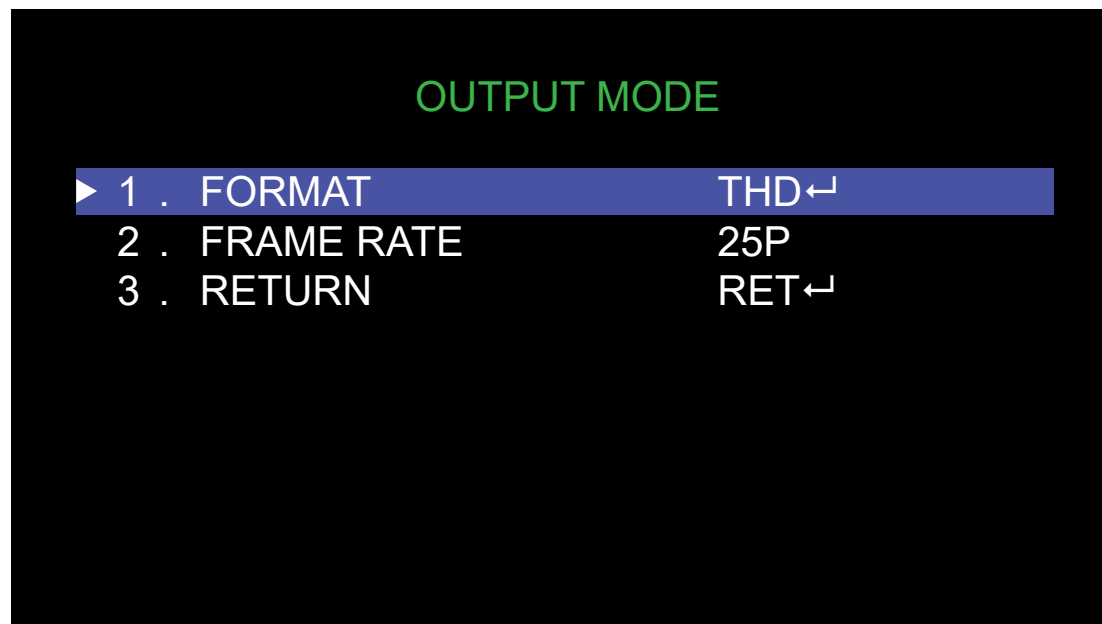 OUTPUT MODE
▶ 1 . FORMAT THD↵
2 . FRAME RATE 25P
3 . RETURN RET↵